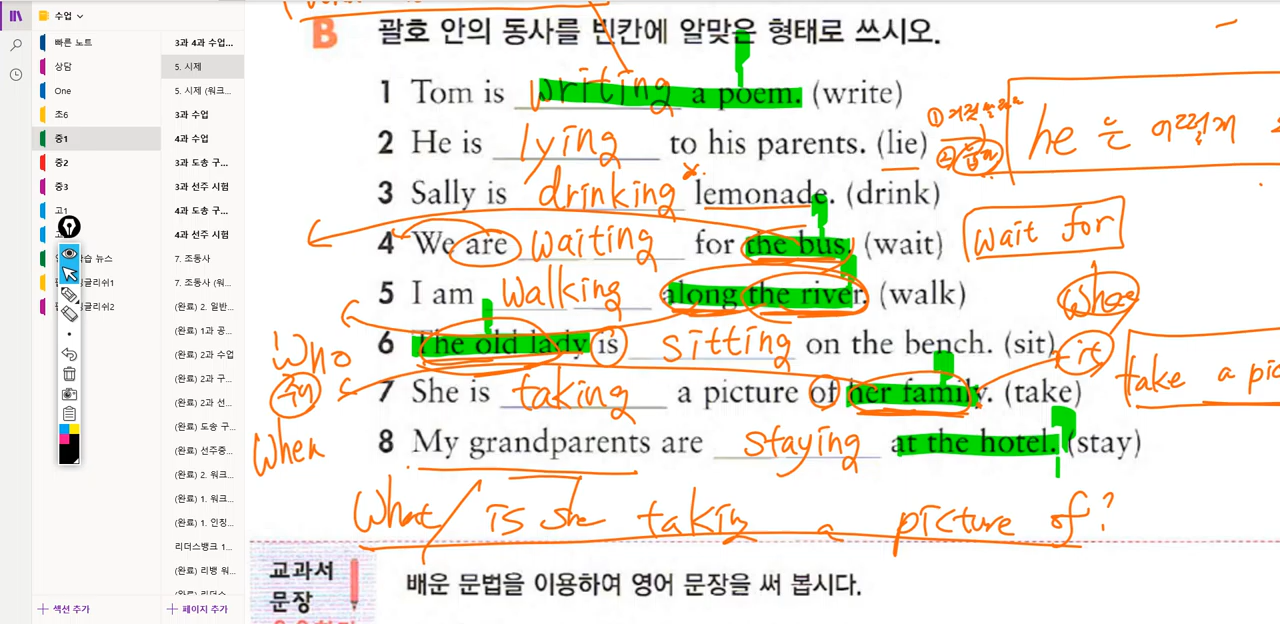 수업
빠른 노트
상담
One
초6
중1
중2
중3
고1
섹션 추가
3과 4과 수업...
5. 시제
5. 시제 (워크...
3과 수업
4과 수업
3과 도송 구...
3과 선주 시험
4과 도송 구...
4과 선주 시험
7. 조동사
7. 조동사 (워...
(완료) 2. 일반...
(완료) 1과 공...
(완료) 2과 수업
(완료) 2과 구...
(완료) 2과 선...
(완료) 도송 구...
(완료) 선주중...
(완료) 2. 워크...
(완료) 1. 워크...
(완료) 1. 인칭...
리더스뱅크 1...
(완료) 리뱅 워...
페이지 추가
B 괄호 안의 동사를 빈칸에 알맞은 형태로 쓰시오.
1 Tom is writing a poem. (write)
2 He is lying to his parents. (lie)
he 는 어떻게
3 Sally is drinking lemonade. (drink)
4 We are waiting for the bus. (wait)
wait for
5 I am walking along the river. (walk)
6 The old lady is sitting on the bench. (sit)
Who
it
7 She is taking a picture of her family. (take)
take a pic
주어
When
8 My grandparents are staying at the hotel. (stay)
What / is she taking a picture of?
교과서
문장
배운 문법을 이용하여 영어 문장을 써 봅시다.